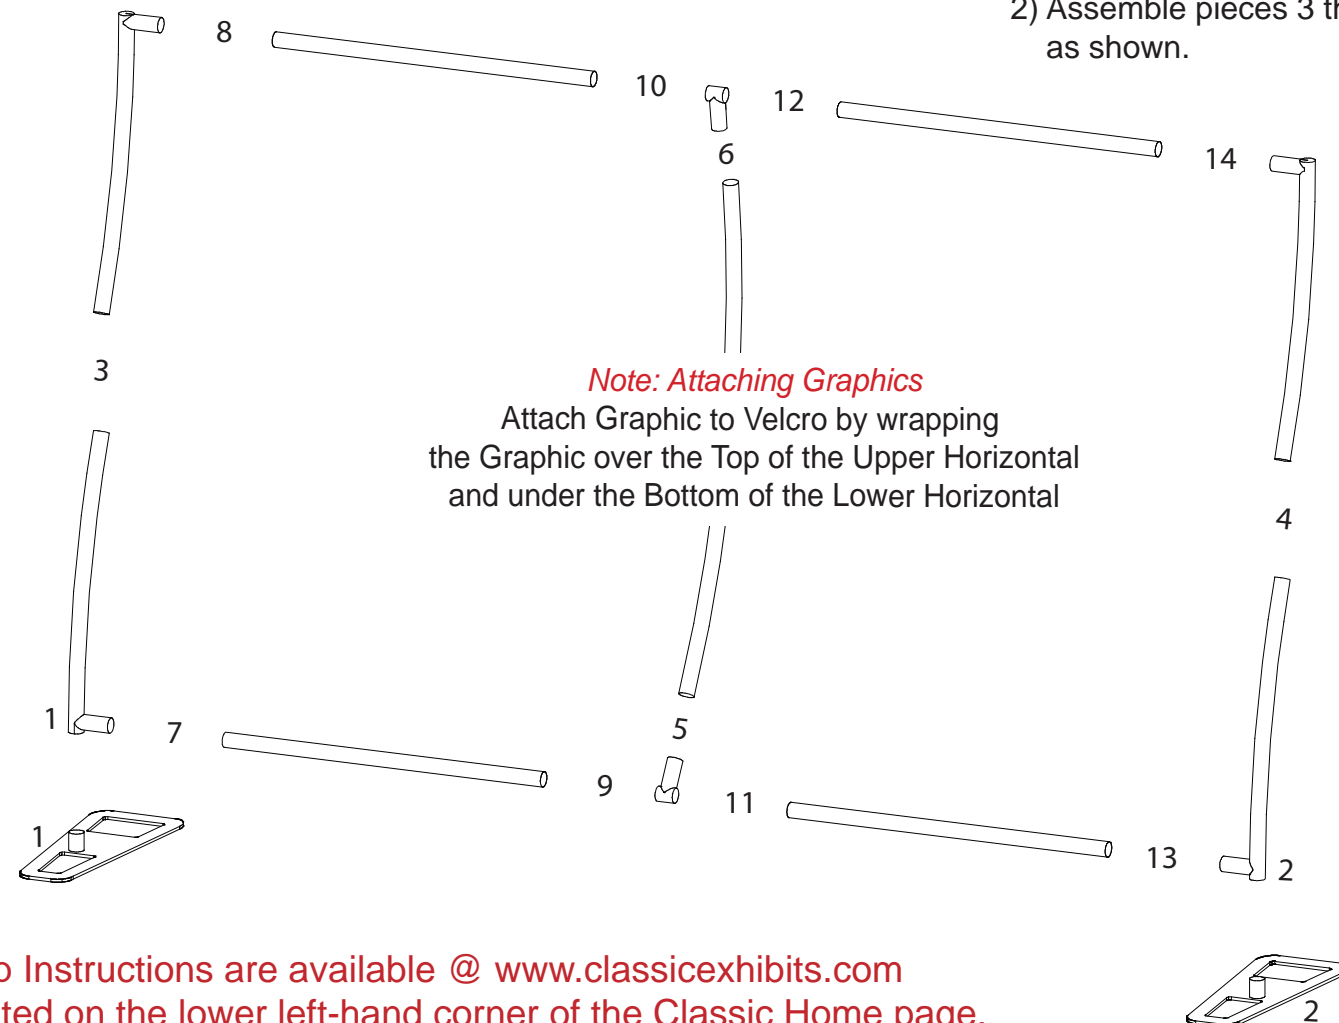 2) Assemble pieces 3
as shown.
8
10
12
6
14
3
Note: Attaching Graphics
Attach Graphic to Velcro by wrapping
the Graphic over the Top of the Upper Horizontal
and under the Bottom of the Lower Horizontal
4
1
7
5
9
11
1
13
2
Instructions are available @ www.classicexhibits.com
on the lower left-hand corner of the Classic Home page.
2